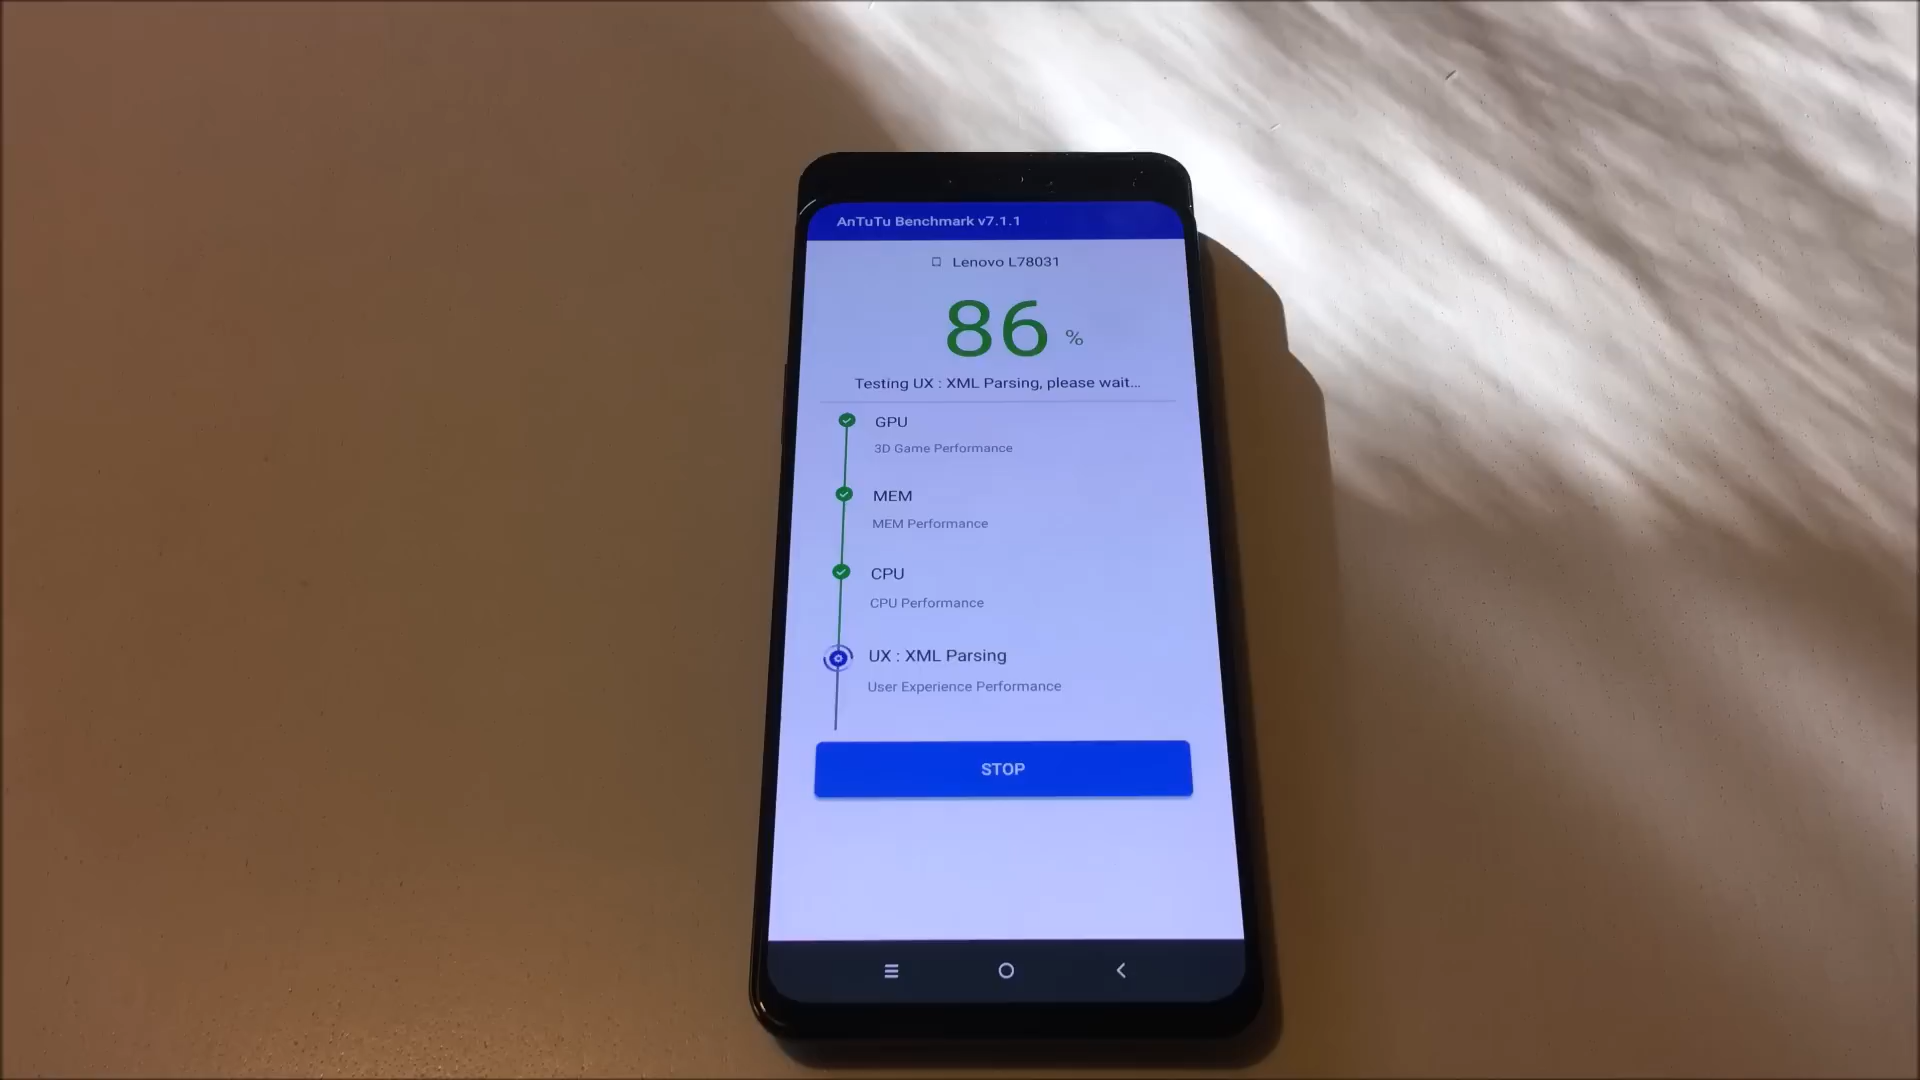 AnTuTu Benchmark v7.1.1
Lenovo L78031
86 %
Testing UX : XML Parsing, please wait...
GPU
3D Game Performance
MEM
MEM Performance
CPU
CPU Performance
UX : XML Parsing
User Experience Performance
STOP